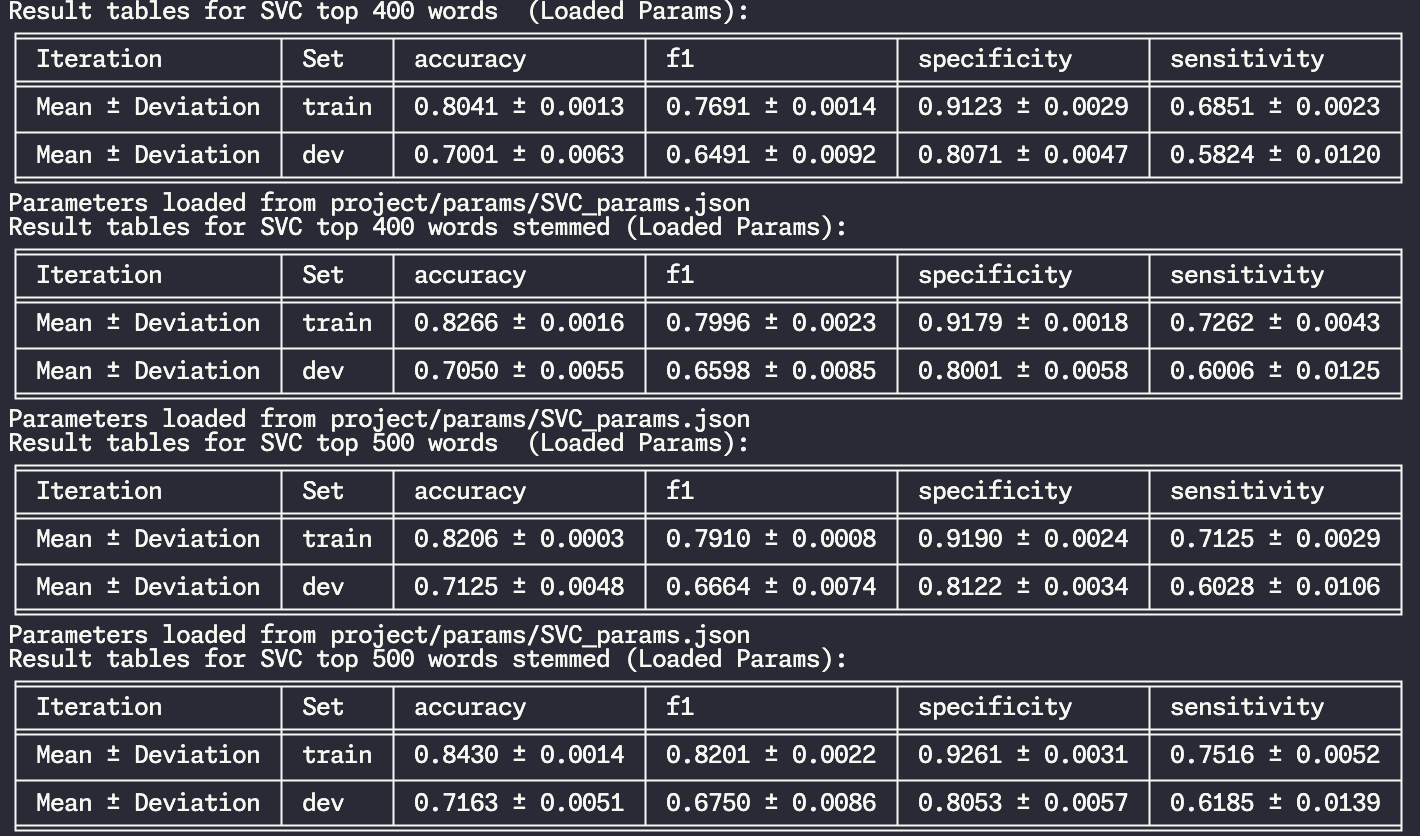 Result tables for SVC top 400 words  (Loaded Params):
Iteration Set accuracy f1 specificity sensitivity
Mean ± Deviation train 0.8041 ± 0.0013 0.7691 ± 0.0014 0.9123 ± 0.0029 0.6851 ± 0.0023
Mean ± Deviation dev 0.7001 ± 0.0063 0.6491 ± 0.0092 0.8071 ± 0.0047 0.5824 ± 0.0120
Parameters loaded from project/params/SVC_params.json
Result tables for SVC top 400 words stemmed (Loaded Params):
Iteration Set accuracy f1 specificity sensitivity
Mean ± Deviation train 0.8266 ± 0.0016 0.7996 ± 0.0023 0.9179 ± 0.0018 0.7262 ± 0.0043
Mean ± Deviation dev 0.7050 ± 0.0055 0.6598 ± 0.0085 0.8001 ± 0.0058 0.6006 ± 0.0125
Parameters loaded from project/params/SVC_params.json
Result tables for SVC top 500 words  (Loaded Params):
Iteration Set accuracy f1 specificity sensitivity
Mean ± Deviation train 0.8206 ± 0.0003 0.7910 ± 0.0008 0.9190 ± 0.0024 0.7125 ± 0.0029
Mean ± Deviation dev 0.7125 ± 0.0048 0.6664 ± 0.0074 0.8122 ± 0.0034 0.6028 ± 0.0106
Parameters loaded from project/params/SVC_params.json
Result tables for SVC top 500 words stemmed (Loaded Params):
Iteration Set accuracy f1 specificity sensitivity
Mean ± Deviation train 0.8430 ± 0.0014 0.8201 ± 0.0022 0.9261 ± 0.0031 0.7516 ± 0.0052
Mean ± Deviation dev 0.7163 ± 0.0051 0.6750 ± 0.0086 0.8053 ± 0.0057 0.6185 ± 0.0139